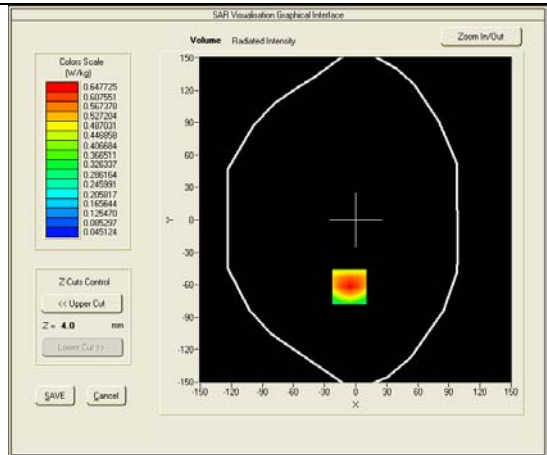 SAR Visualisation Graphical Interface
Volume Radiated Intensity
Zoom In/Out
Colors Scale
(W/kg)
0.647725
0.607551
0.567378
0.527204
0.487031
0.446858
0.406684
0.366511
0.326337
0.286164
0.245991
0.205817
0.165644
0.125470
0.085297
0.045124
Z Cuts Control
<< Upper Cut
Z = 4.0 mm
Lower Cut >>
SAVE Cancel
150
120
90
60
30
0
-30
-60
-90
-120
-150
Y
-150 -120 -90 -60 -30 0 30 60 90 120 150
X